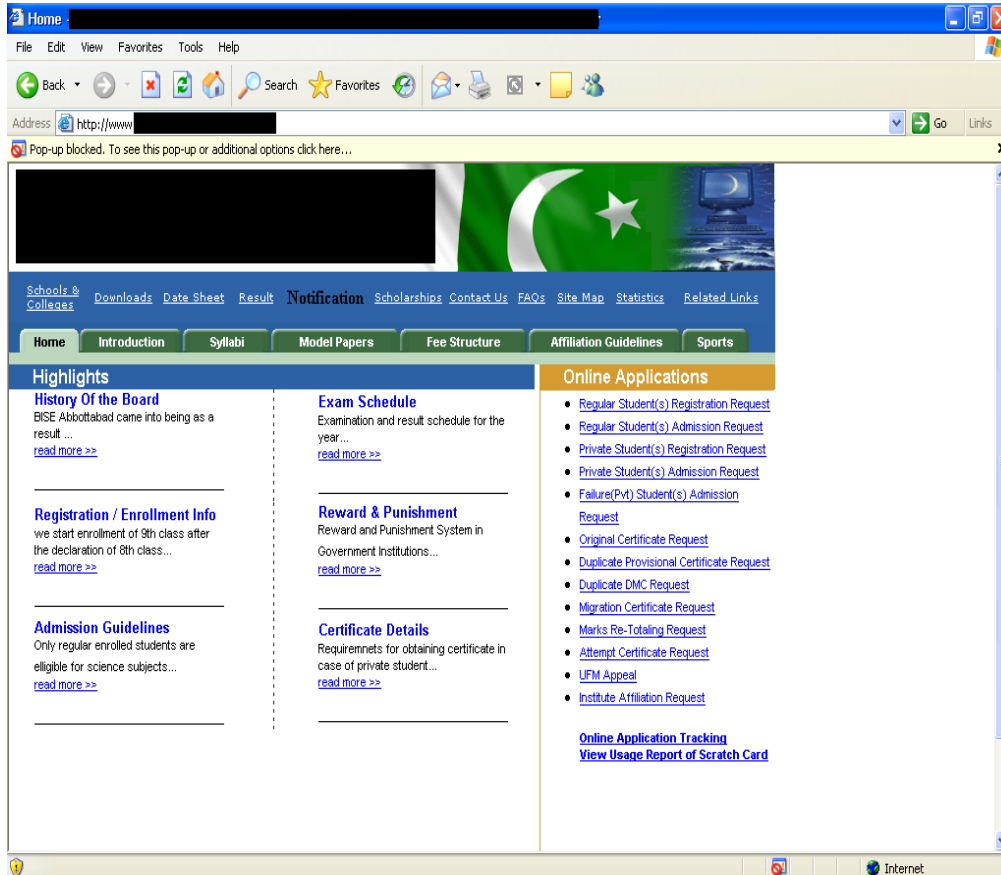 Home -
File Edit View Favorites Tools Help
Back Search Favorites
Address http://www Go Links
Pop-up blocked. To see this pop-up or additional options click here...
Schools & Colleges Downloads Date Sheet Result Notification Scholarships Contact Us FAQs Site Map Statistics Related Links
Home Introduction Syllabi Model Papers Fee Structure Affiliation Guidelines Sports
Highlights
History Of the Board
BISE Abbottabad came into being as a
result ...
read more >>
Registration / Enrollment Info
we start enrollment of 9th class after
the declaration of 8th class...
read more >>
Admission Guidelines
Only regular enrolled students are
elligible for science subjects...
read more >>
Exam Schedule
Examination and result schedule for the
year...
read more >>
Reward & Punishment
Reward and Punishment System in
Government Institutions...
read more >>
Certificate Details
Requiremnets for obtaining certificate in
case of private student...
read more >>
Online Applications
Regular Student(s) Registration Request
Regular Student(s) Admission Request
Private Student(s) Registration Request
Private Student(s) Admission Request
Failure(Pvt) Student(s) Admission
Request
Original Certificate Request
Duplicate Provisional Certificate Request
Duplicate DMC Request
Migration Certificate Request
Marks Re-Totaling Request
Attempt Certificate Request
UFM Appeal
Institute Affiliation Request
Online Application Tracking
View Usage Report of Scratch Card
Internet